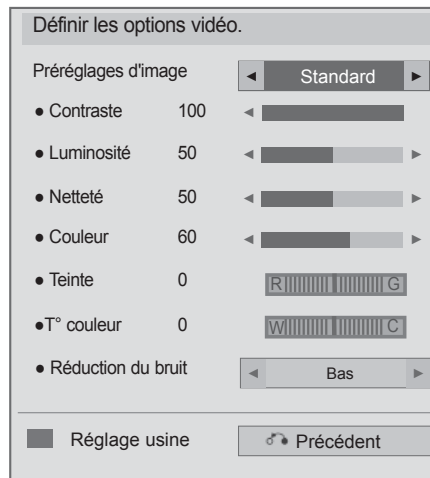 Définir les options vidéo.
Préréglages d'image ◄ Standard ►
● Contraste 100 ◄
● Luminosité 50 ◄ ►
● Netteté 50 ◄ ►
● Couleur 60 ◄ ►
● Teinte 0 R G
●T° couleur 0 W C
● Réduction du bruit ◄ Bas ►
Réglage usine Précédent